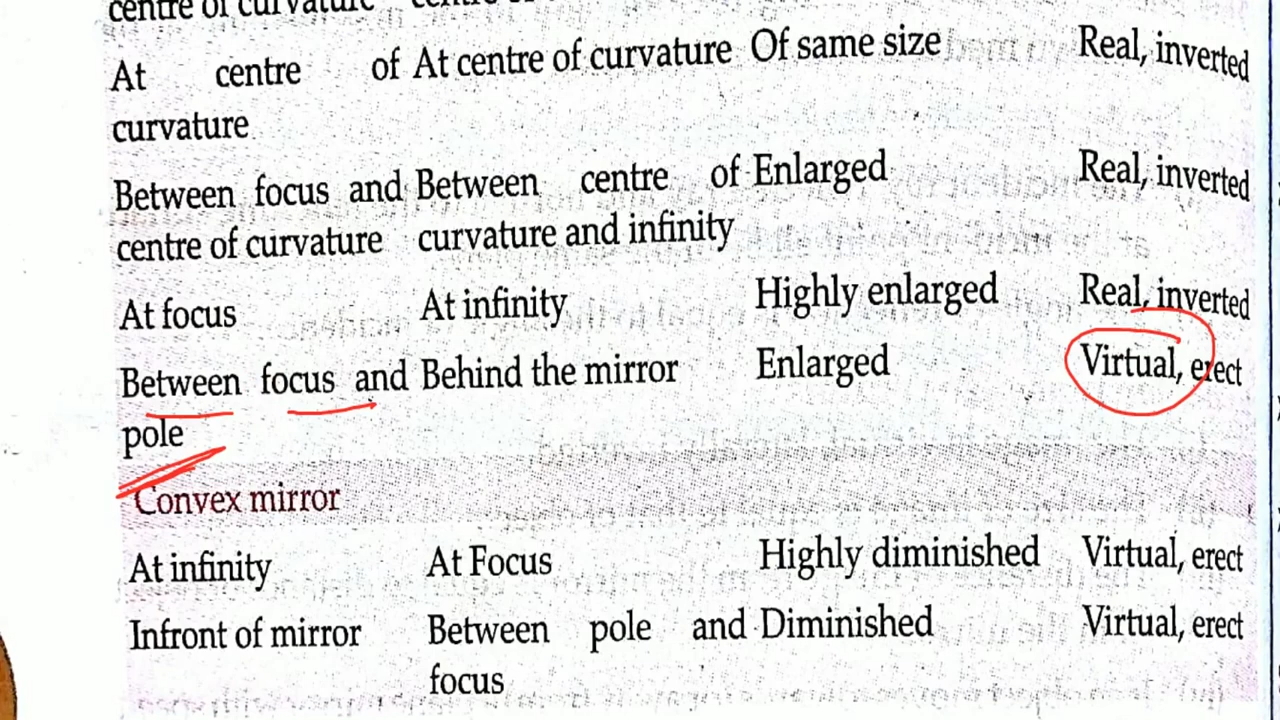 centre of curvature
At centre of At centre of curvature Of same size Real, inverted
curvature
Between focus and Between centre of Enlarged Real, inverted
centre of curvature curvature and infinity
At focus At infinity Highly enlarged Real, inverted
Between focus and Behind the mirror Enlarged Virtual, erect
pole
Convex mirror
At infinity At Focus Highly diminished Virtual, erect
Infront of mirror Between pole and Diminished Virtual, erect
focus